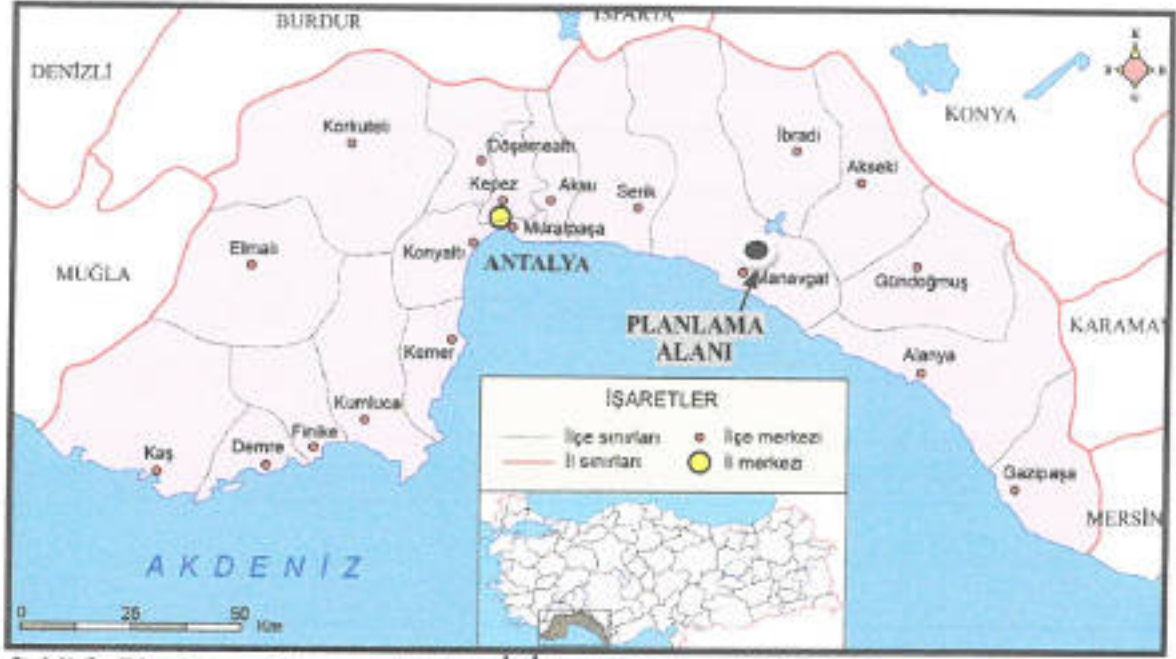 BURDUR
ISPARTA
DENİZLİ
KONYA
Korkuteli
İbradi
Döşemealtı
Akseki
Kepez
Aksu
Serik
Muratpaşa
Elmalı
Konyaltı
ANTALYA
MUĞLA
Manavgat
Gündoğmuş
PLANLAMA
ALANI
KARAMAN
Kemer
Alanya
İŞARETLER
Kumluca
İlçe sınırları
İlçe merkezi
Finike
Demre
Kaş
İl sınırları
İl merkezi
Gazipaşa
MERSİN
AKDENİZ
0 25 50
Km